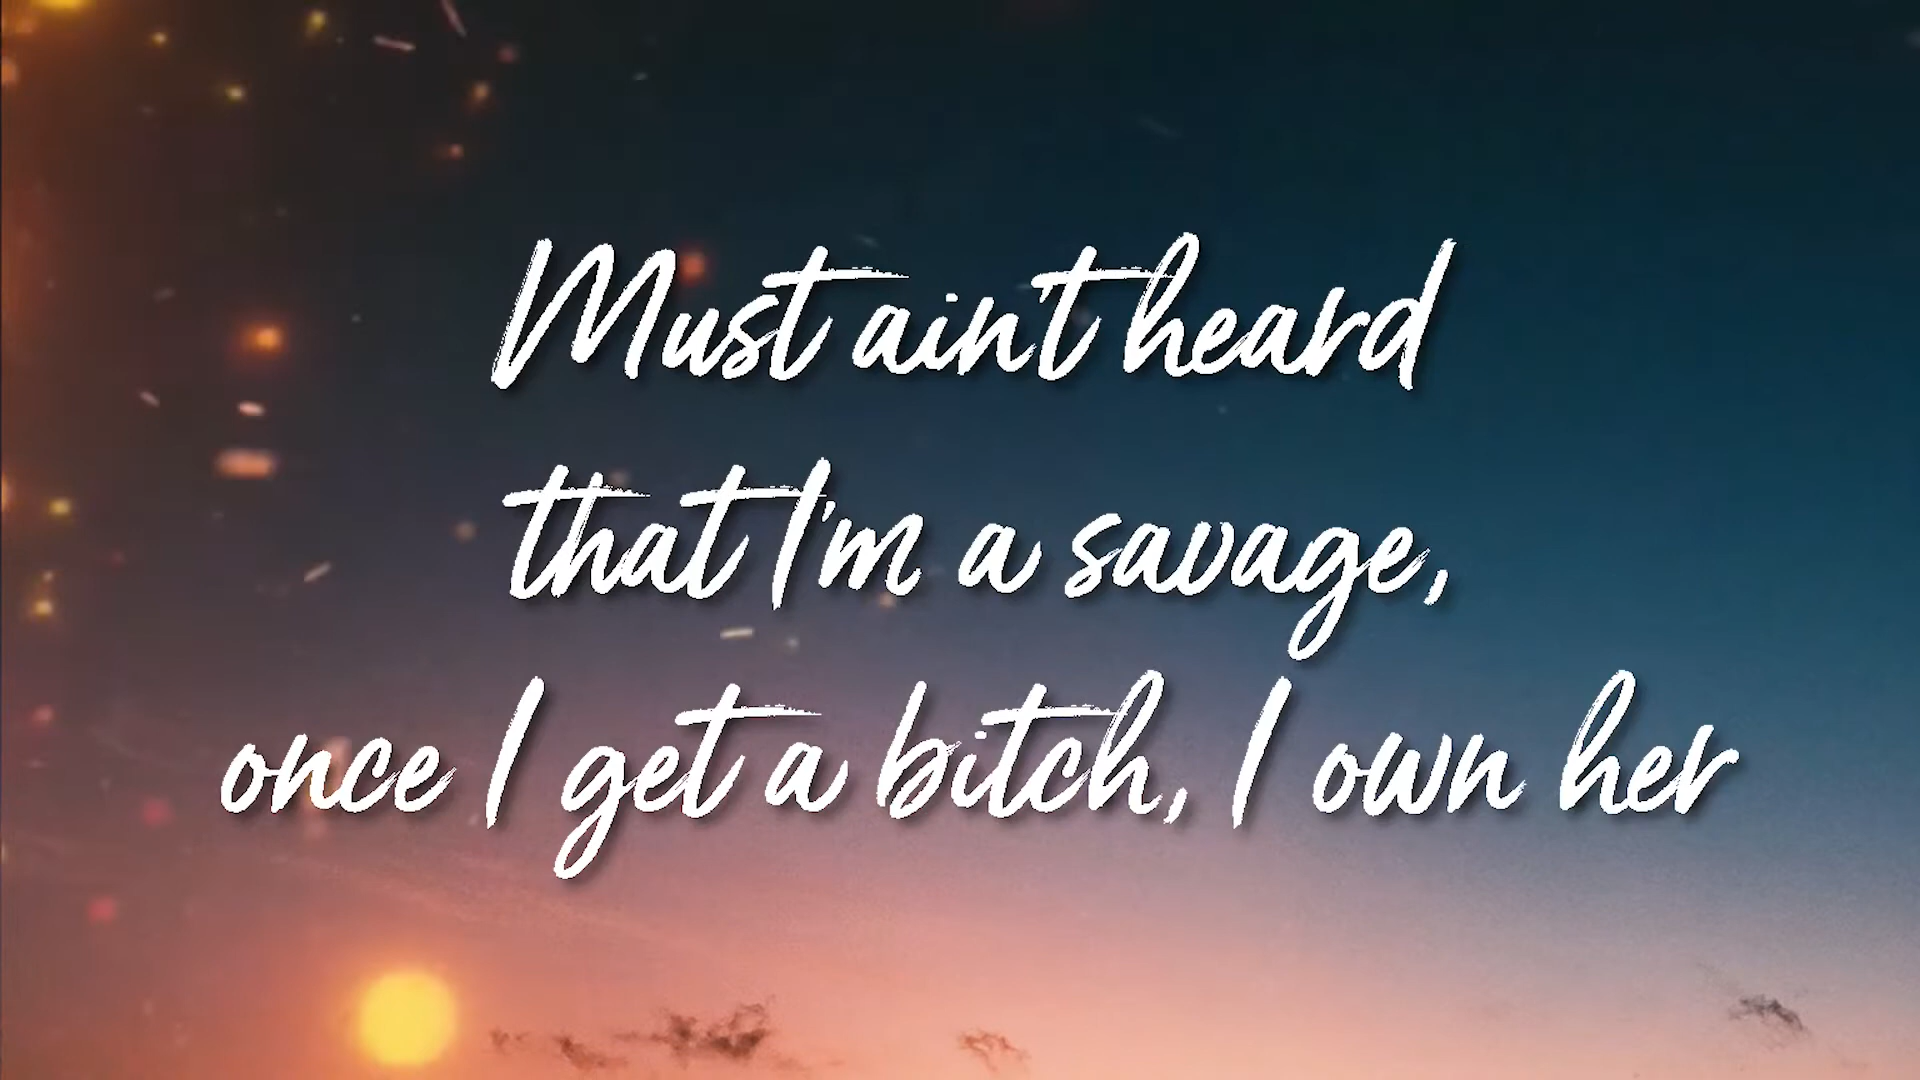 Must ain't heard
that I'm a savage,
once I get a bitch, I own her